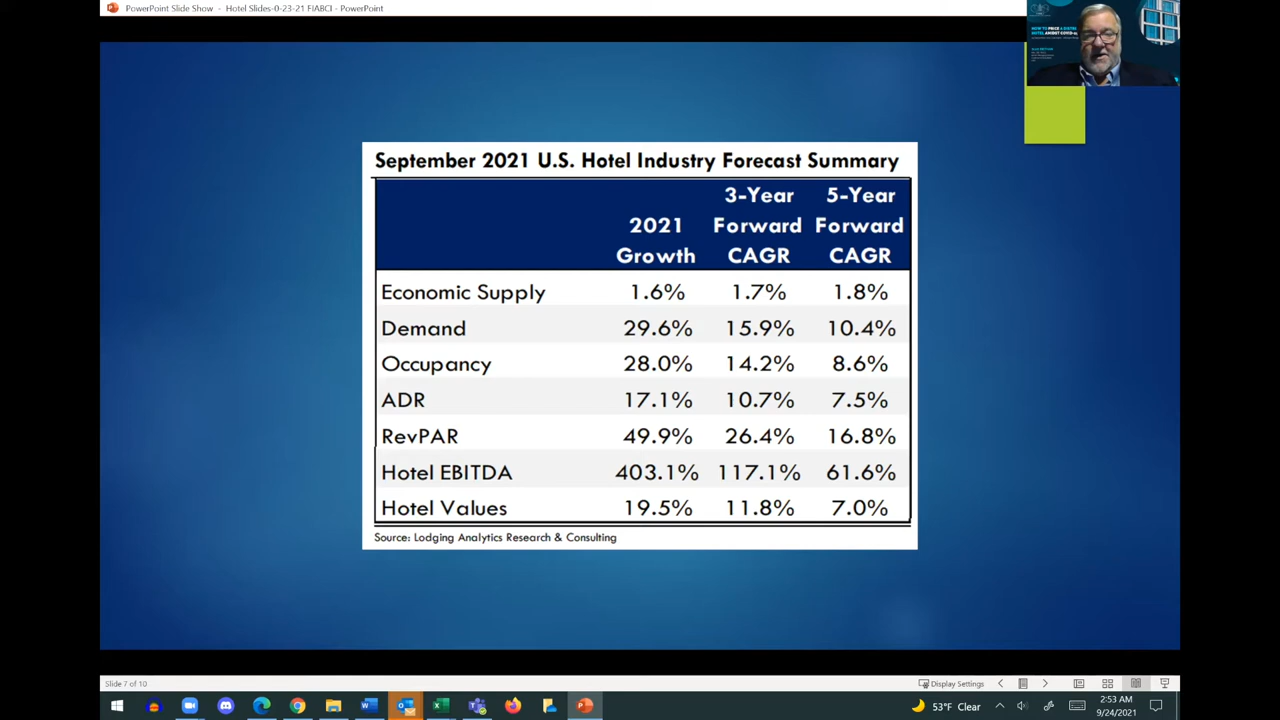 PowerPoint Slide Show - Hotel Slides-0-23-21 FIABCI - PowerPoint
September 2021 U.S. Hotel Industry Forecast Summary
2021 Growth 3-Year Forward CAGR 5-Year Forward CAGR
Economic Supply 1.6% 1.7% 1.8%
Demand 29.6% 15.9% 10.4%
Occupancy 28.0% 14.2% 8.6%
ADR 17.1% 10.7% 7.5%
RevPAR 49.9% 26.4% 16.8%
Hotel EBITDA 403.1% 117.1% 61.6%
Hotel Values 19.5% 11.8% 7.0%
Source: Lodging Analytics Research & Consulting
Slide 7 of 10
Display Settings
53°F Clear
2:53 AM
9/24/2021